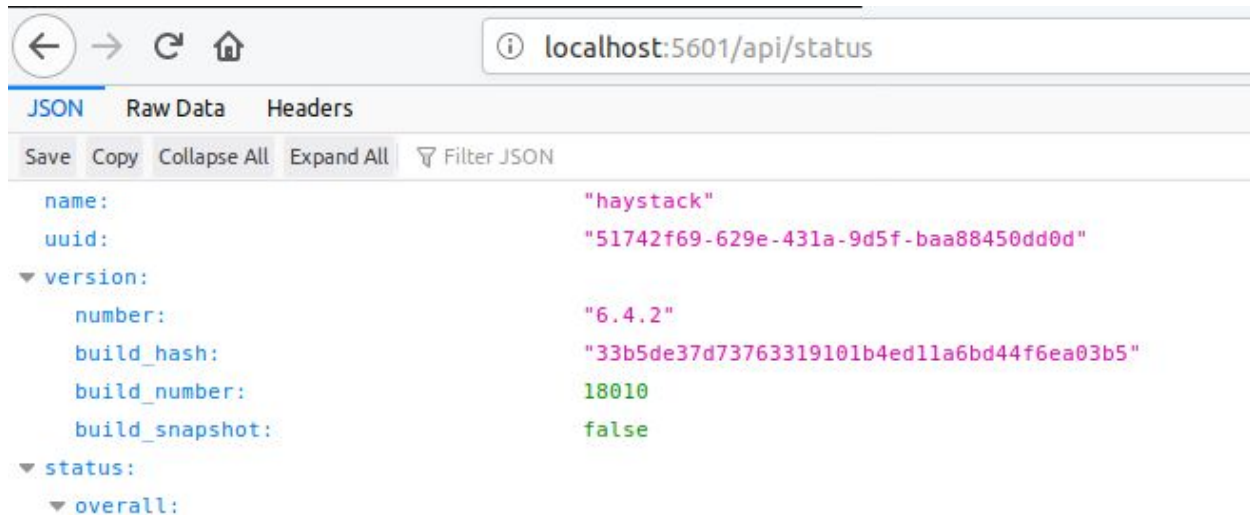 localhost:5601/api/status
JSON Raw Data Headers
Save Copy Collapse All Expand All Filter JSON
name: "haystack"
uuid: "51742f69-629e-431a-9d5f-baa88450dd0d"
version:
number: "6.4.2"
build_hash: "33b5de37d73763319101b4ed11a6bd44f6ea03b5"
build_number: 18010
build_snapshot: false
status:
overall: